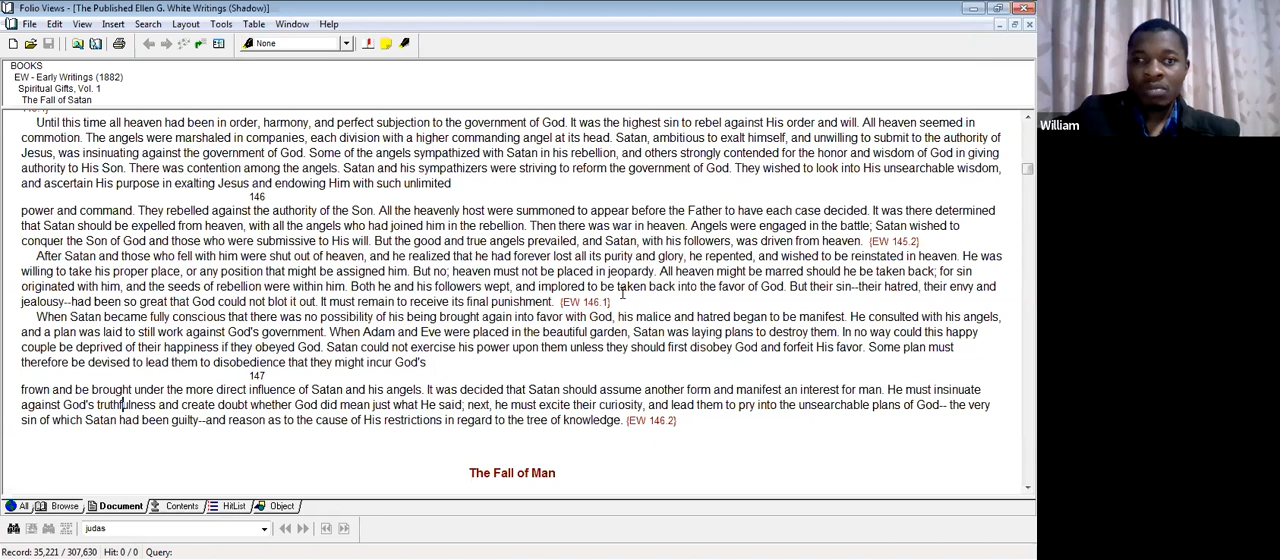 Folio Views - [The Published Ellen G. White Writings (Shadow)]
File Edit View Insert Search Layout Tools Table Window Help
None
BOOKS
EW - Early Writings (1882)
Spiritual Gifts, Vol. 1
The Fall of Satan
Until this time all heaven had been in order, harmony, and perfect subjection to the government of God. It was the highest sin to rebel against His order and will. All heaven seemed in
commotion. The angels were marshaled in companies, each division with a higher commanding angel at its head. Satan, ambitious to exalt himself, and unwilling to submit to the authority of
Jesus, was insinuating against the government of God. Some of the angels sympathized with Satan in his rebellion, and others strongly contended for the honor and wisdom of God in giving
authority to His Son. There was contention among the angels. Satan and his sympathizers were striving to reform the government of God. They wished to look into His unsearchable wisdom,
and ascertain His purpose in exalting Jesus and endowing Him with such unlimited
146
power and command. They rebelled against the authority of the Son. All the heavenly host were summoned to appear before the Father to have each case decided. It was there determined
that Satan should be expelled from heaven, with all the angels who had joined him in the rebellion. Then there was war in heaven. Angels were engaged in the battle; Satan wished to
conquer the Son of God and those who were submissive to His will. But the good and true angels prevailed, and Satan, with his followers, was driven from heaven. {EW 145.2}
After Satan and those who fell with him were shut out of heaven, and he realized that he had forever lost all its purity and glory, he repented, and wished to be reinstated in heaven. He was
willing to take his proper place, or any position that might be assigned him. But no; heaven must not be placed in jeopardy. All heaven might be marred should he be taken back; for sin
originated with him, and the seeds of rebellion were within him. Both he and his followers wept, and implored to be taken back into the favor of God. But their sin--their hatred, their envy and
jealousy--had been so great that God could not blot it out. It must remain to receive its final punishment. {EW 146.1}
When Satan became fully conscious that there was no possibility of his being brought again into favor with God, his malice and hatred began to be manifest. He consulted with his angels,
and a plan was laid to still work against God's government. When Adam and Eve were placed in the beautiful garden, Satan was laying plans to destroy them. In no way could this happy
couple be deprived of their happiness if they obeyed God. Satan could not exercise his power upon them unless they should first disobey God and forfeit His favor. Some plan must
therefore be devised to lead them to disobedience that they might incur God's
147
frown and be brought under the more direct influence of Satan and his angels. It was decided that Satan should assume another form and manifest an interest for man. He must insinuate
against God's truthfulness and create doubt whether God did mean just what He said; next, he must excite their curiosity, and lead them to pry into the unsearchable plans of God-- the very
sin of which Satan had been guilty--and reason as to the cause of His restrictions in regard to the tree of knowledge. {EW 146.2}
The Fall of Man
All Browse Document Contents HitList Object
judas
Record: 35,221 / 307,630 Hit: 0 / 0 Query:
William